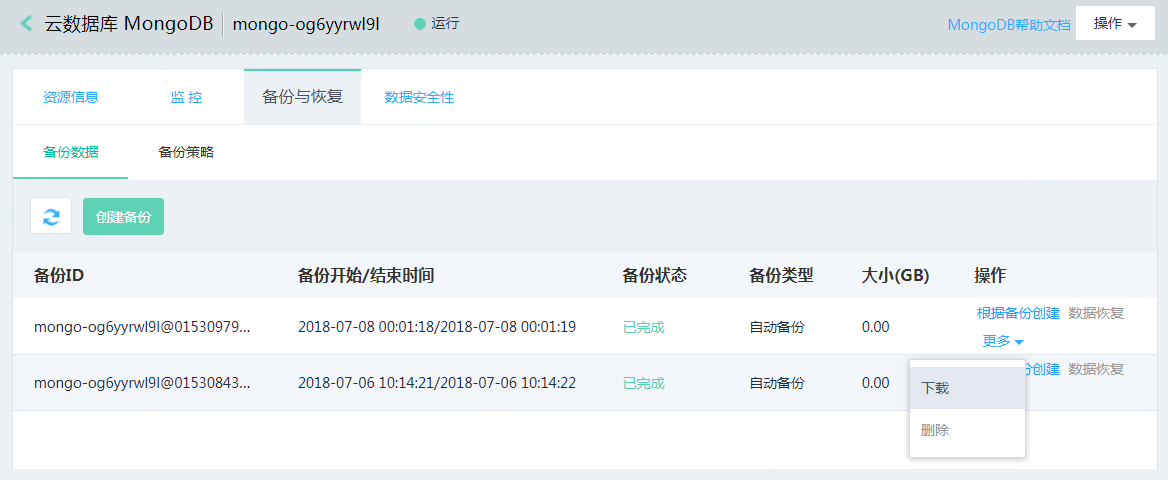 云数据库 MongoDB mongo-og6yyrwl9l 运行 MongoDB帮助文档 操作
资源信息 监 控 备份与恢复 数据安全性
备份数据 备份策略
创建备份
备份ID 备份开始/结束时间 备份状态 备份类型 大小(GB) 操作
mongo-og6yyrwl9l@01530979... 2018-07-08 00:01:18/2018-07-08 00:01:19 已完成 自动备份 0.00 根据备份创建 数据恢复
更多
mongo-og6yyrwl9l@01530843... 2018-07-06 10:14:21/2018-07-06 10:14:22 已完成 自动备份 0.00 份创建 数据恢复
下载
删除